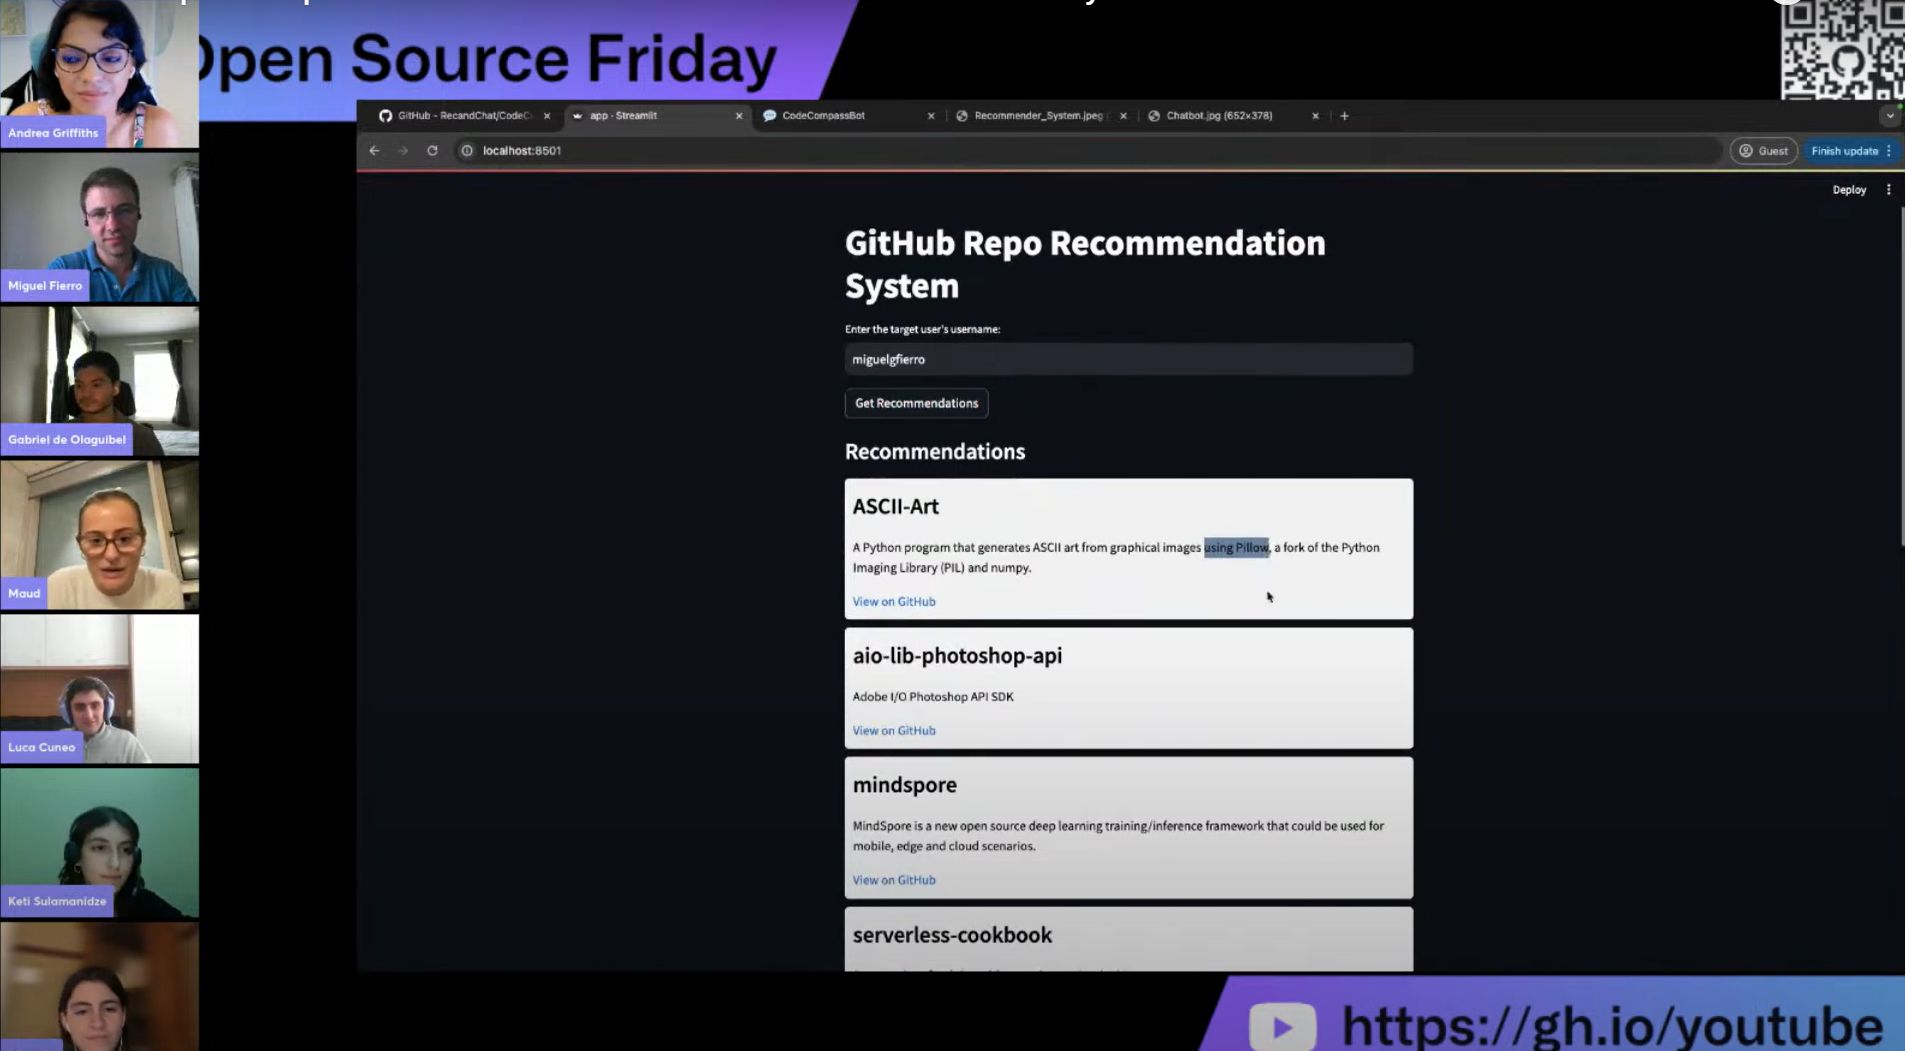 Open Source Friday
Andrea Griffiths
Miguel Fierro
Gabriel de Olaguibel
Maud
Luca Cuneo
Keti Sulamanidze
GitHub - RecandChat/CodeC
app · Streamlit
CodeCompassBot
Recommender_System.jpeg
Chatbot.jpg (652×378)
localhost:8501
Guest
Finish update
Deploy
GitHub Repo Recommendation
System
Enter the target user's username:
miguelgfierro
Get Recommendations
Recommendations
ASCII-Art
A Python program that generates ASCII art from graphical images using Pillow, a fork of the Python
Imaging Library (PIL) and numpy.
View on GitHub
aio-lib-photoshop-api
Adobe I/O Photoshop API SDK
View on GitHub
mindspore
MindSpore is a new open source deep learning training/inference framework that could be used for
mobile, edge and cloud scenarios.
View on GitHub
serverless-cookbook
https://gh.io/youtube